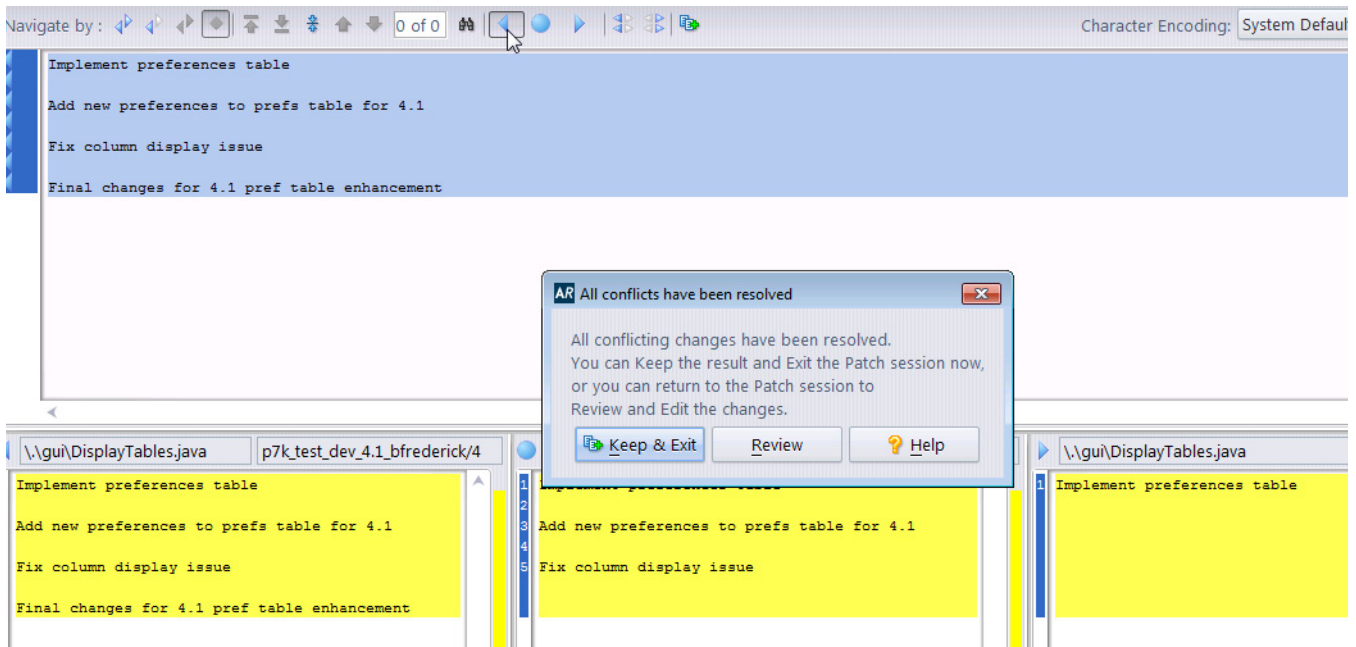 Navigate by :
0 of 0
Character Encoding:
System Default
Implement preferences table
Add new preferences to prefs table for 4.1
Fix column display issue
Final changes for 4.1 pref table enhancement
AR All conflicts have been resolved
All conflicting changes have been resolved.
You can Keep the result and Exit the Patch session now,
or you can return to the Patch session to
Review and Edit the changes.
Keep & Exit
Review
Help
\.\gui\DisplayTables.java
p7k_test_dev_4.1_bfrederick/4
\.\gui\DisplayTables.java
Implement preferences table
Add new preferences to prefs table for 4.1
Fix column display issue
Final changes for 4.1 pref table enhancement
1
2
3 Add new preferences to prefs table for 4.1
4
5 Fix column display issue
1 Implement preferences table